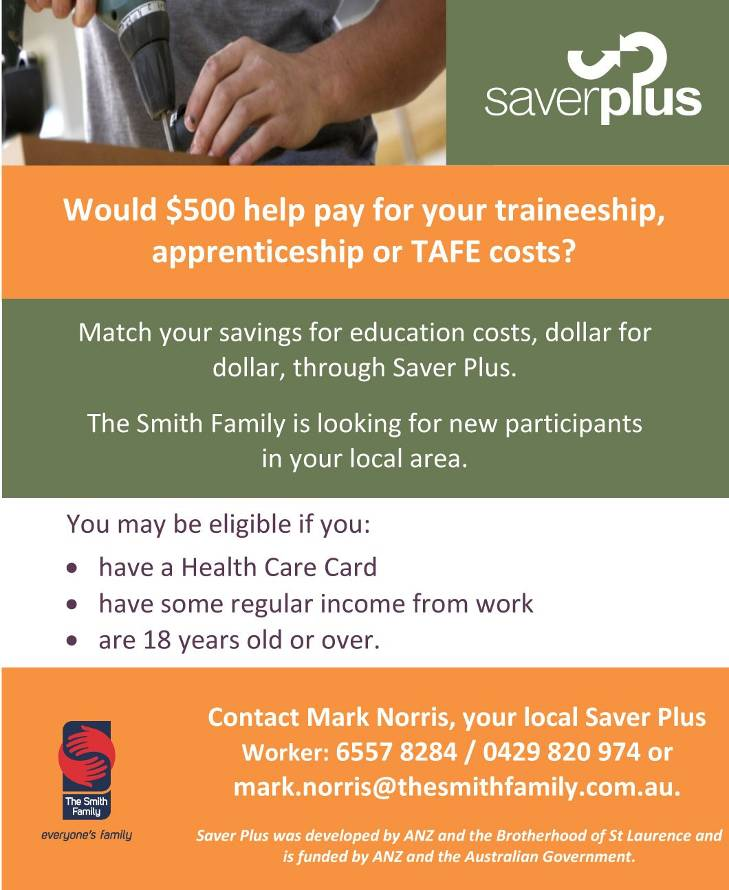 saverplus
Would $500 help pay for your traineeship,
apprenticeship or TAFE costs?
Match your savings for education costs, dollar for
dollar, through Saver Plus.
The Smith Family is looking for new participants
in your local area.
You may be eligible if you:
• have a Health Care Card
• have some regular income from work
• are 18 years old or over.
Contact Mark Norris, your local Saver Plus
Worker: 6557 8284 / 0429 820 974 or
mark.norris@thesmithfamily.com.au.
The Smith
Family
everyone's family
Saver Plus was developed by ANZ and the Brotherhood of St Laurence and
is funded by ANZ and the Australian Government.